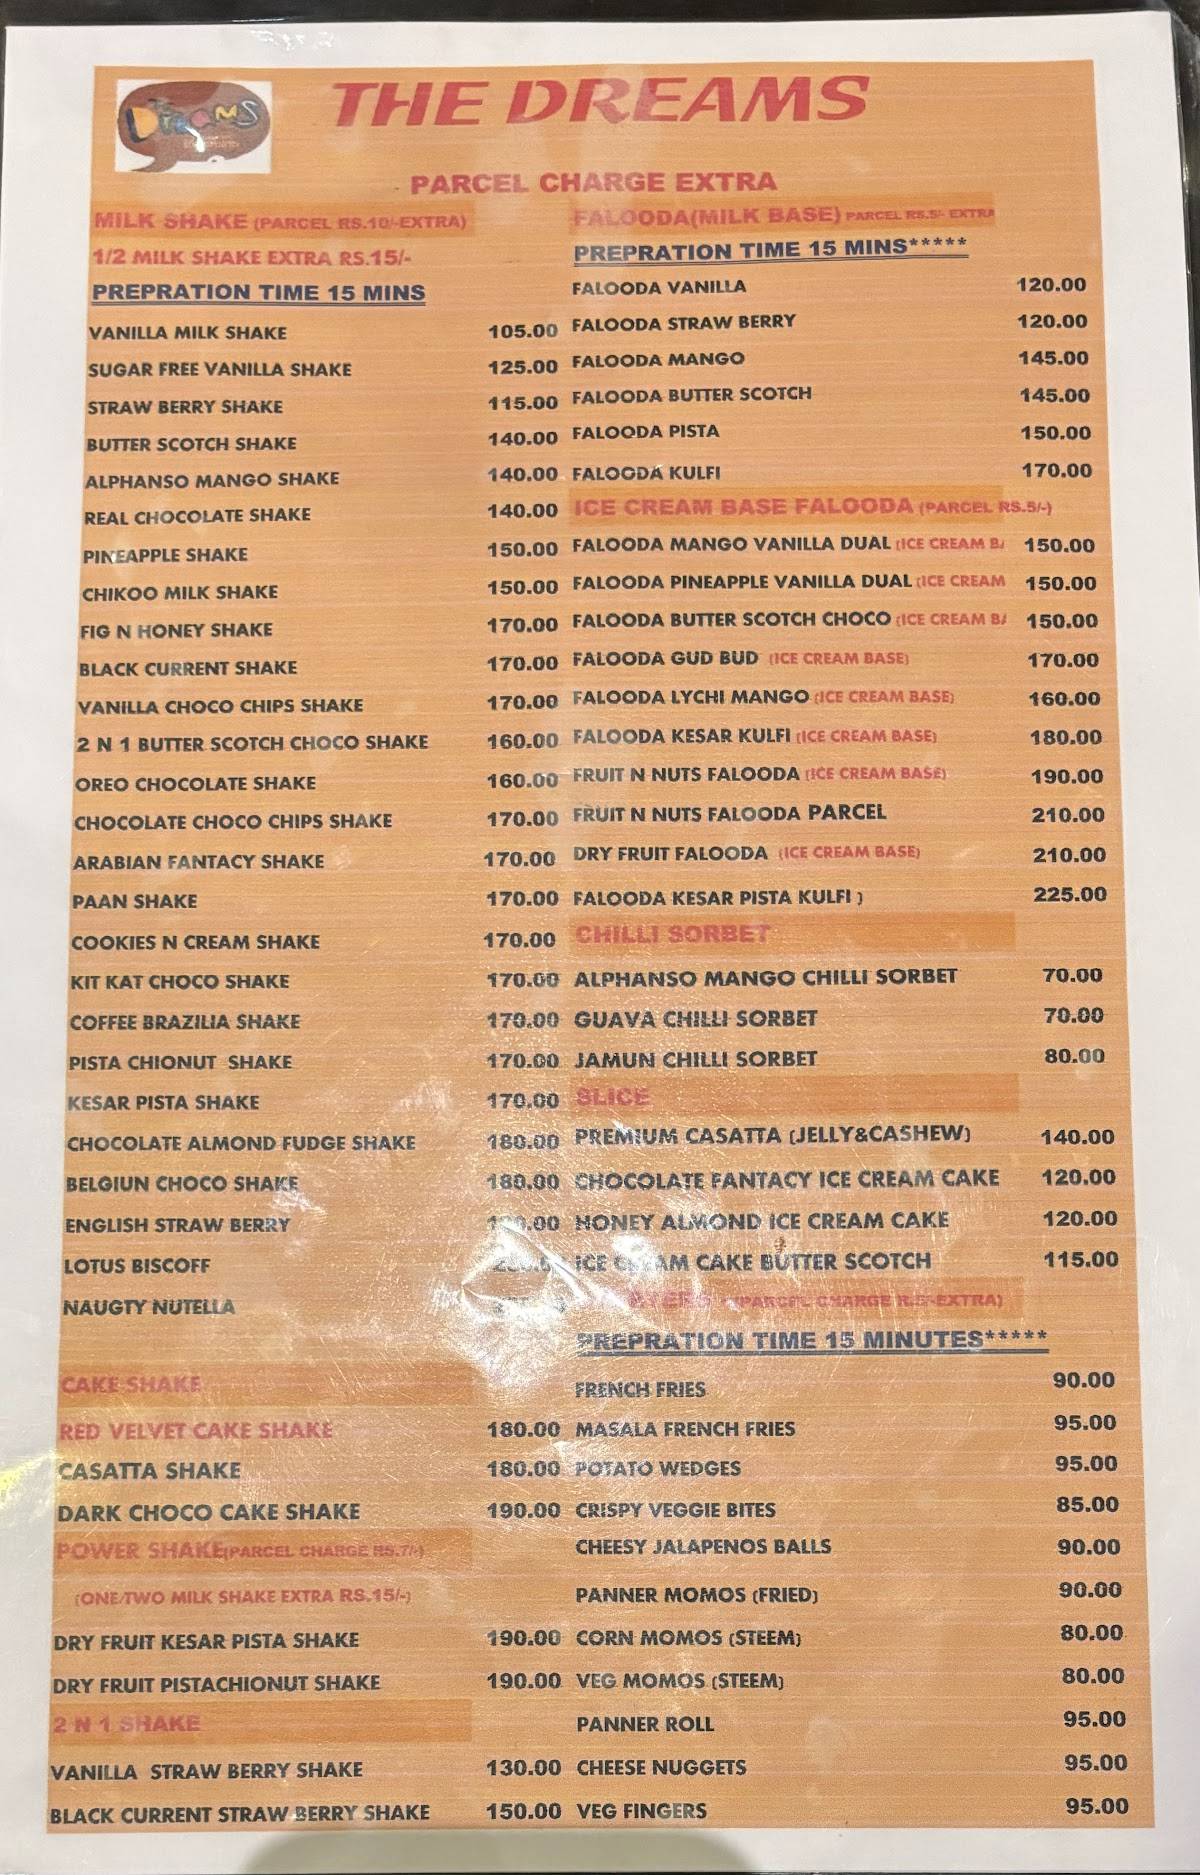 THE DREAMS
DREAMS
PARCEL CHARGE EXTRA
MILK SHAKE (PARCEL RS.10/-EXTRA)
1/2 MILK SHAKE EXTRA RS.15/-
PREPRATION TIME 15 MINS
VANILLA MILK SHAKE 105.00
SUGAR FREE VANILLA SHAKE 125.00
STRAW BERRY SHAKE 115.00
BUTTER SCOTCH SHAKE 140.00
ALPHANSO MANGO SHAKE 140.00
REAL CHOCOLATE SHAKE 140.00
PINEAPPLE SHAKE 150.00
CHIKOO MILK SHAKE 150.00
FIG N HONEY SHAKE 170.00
BLACK CURRENT SHAKE 170.00
VANILLA CHOCO CHIPS SHAKE 170.00
2 N 1 BUTTER SCOTCH CHOCO SHAKE 160.00
OREO CHOCOLATE SHAKE 160.00
CHOCOLATE CHOCO CHIPS SHAKE 170.00
ARABIAN FANTACY SHAKE 170.00
PAAN SHAKE 170.00
COOKIES N CREAM SHAKE 170.00
KIT KAT CHOCO SHAKE 170.00
COFFEE BRAZILIA SHAKE 170.00
PISTA CHIONUT SHAKE 170.00
KESAR PISTA SHAKE 170.00
CHOCOLATE ALMOND FUDGE SHAKE 180.00
BELGIUN CHOCO SHAKE 180.00
ENGLISH STRAW BERRY
LOTUS BISCOFF
NAUGTY NUTELLA
CAKE SHAKE
RED VELVET CAKE SHAKE 180.00
CASATTA SHAKE 180.00
DARK CHOCO CAKE SHAKE 190.00
POWER SHAKE(PARCEL CHARGE RS.7/-)
(ONE/TWO MILK SHAKE EXTRA RS.15/-)
DRY FRUIT KESAR PISTA SHAKE 190.00
DRY FRUIT PISTACHIONUT SHAKE 190.00
2 N 1 SHAKE
VANILLA STRAW BERRY SHAKE 130.00
BLACK CURRENT STRAW BERRY SHAKE 150.00
FALOODA(MILK BASE) PARCEL RS.5/- EXTRA
PREPRATION TIME 15 MINS*****
FALOODA VANILLA 120.00
FALOODA STRAW BERRY 120.00
FALOODA MANGO 145.00
FALOODA BUTTER SCOTCH 145.00
FALOODA PISTA 150.00
FALOODA KULFI 170.00
ICE CREAM BASE FALOODA (PARCEL RS.5/-)
FALOODA MANGO VANILLA DUAL (ICE CREAM BA 150.00
FALOODA PINEAPPLE VANILLA DUAL (ICE CREAM 150.00
FALOODA BUTTER SCOTCH CHOCO (ICE CREAM BA 150.00
FALOODA GUD BUD (ICE CREAM BASE) 170.00
FALOODA LYCHI MANGO (ICE CREAM BASE) 160.00
FALOODA KESAR KULFI (ICE CREAM BASE) 180.00
FRUIT N NUTS FALOODA (ICE CREAM BASE) 190.00
FRUIT N NUTS FALOODA PARCEL 210.00
DRY FRUIT FALOODA (ICE CREAM BASE) 210.00
FALOODA KESAR PISTA KULFI ) 225.00
CHILLI SORBET
ALPHANSO MANGO CHILLI SORBET 70.00
GUAVA CHILLI SORBET 70.00
JAMUN CHILLI SORBET 80.00
SLICE
PREMIUM CASATTA (JELLY&CASHEW) 140.00
CHOCOLATE FANTACY ICE CREAM CAKE 120.00
HONEY ALMOND ICE CREAM CAKE 120.00
ICE CREAM CAKE BUTTER SCOTCH 115.00
(PARCEL CHARGE R.5-EXTRA)
PREPRATION TIME 15 MINUTES*****
FRENCH FRIES 90.00
MASALA FRENCH FRIES 95.00
POTATO WEDGES 95.00
CRISPY VEGGIE BITES 85.00
CHEESY JALAPENOS BALLS 90.00
PANNER MOMOS (FRIED) 90.00
CORN MOMOS (STEEM) 80.00
VEG MOMOS (STEEM) 80.00
PANNER ROLL 95.00
CHEESE NUGGETS 95.00
VEG FINGERS 95.00